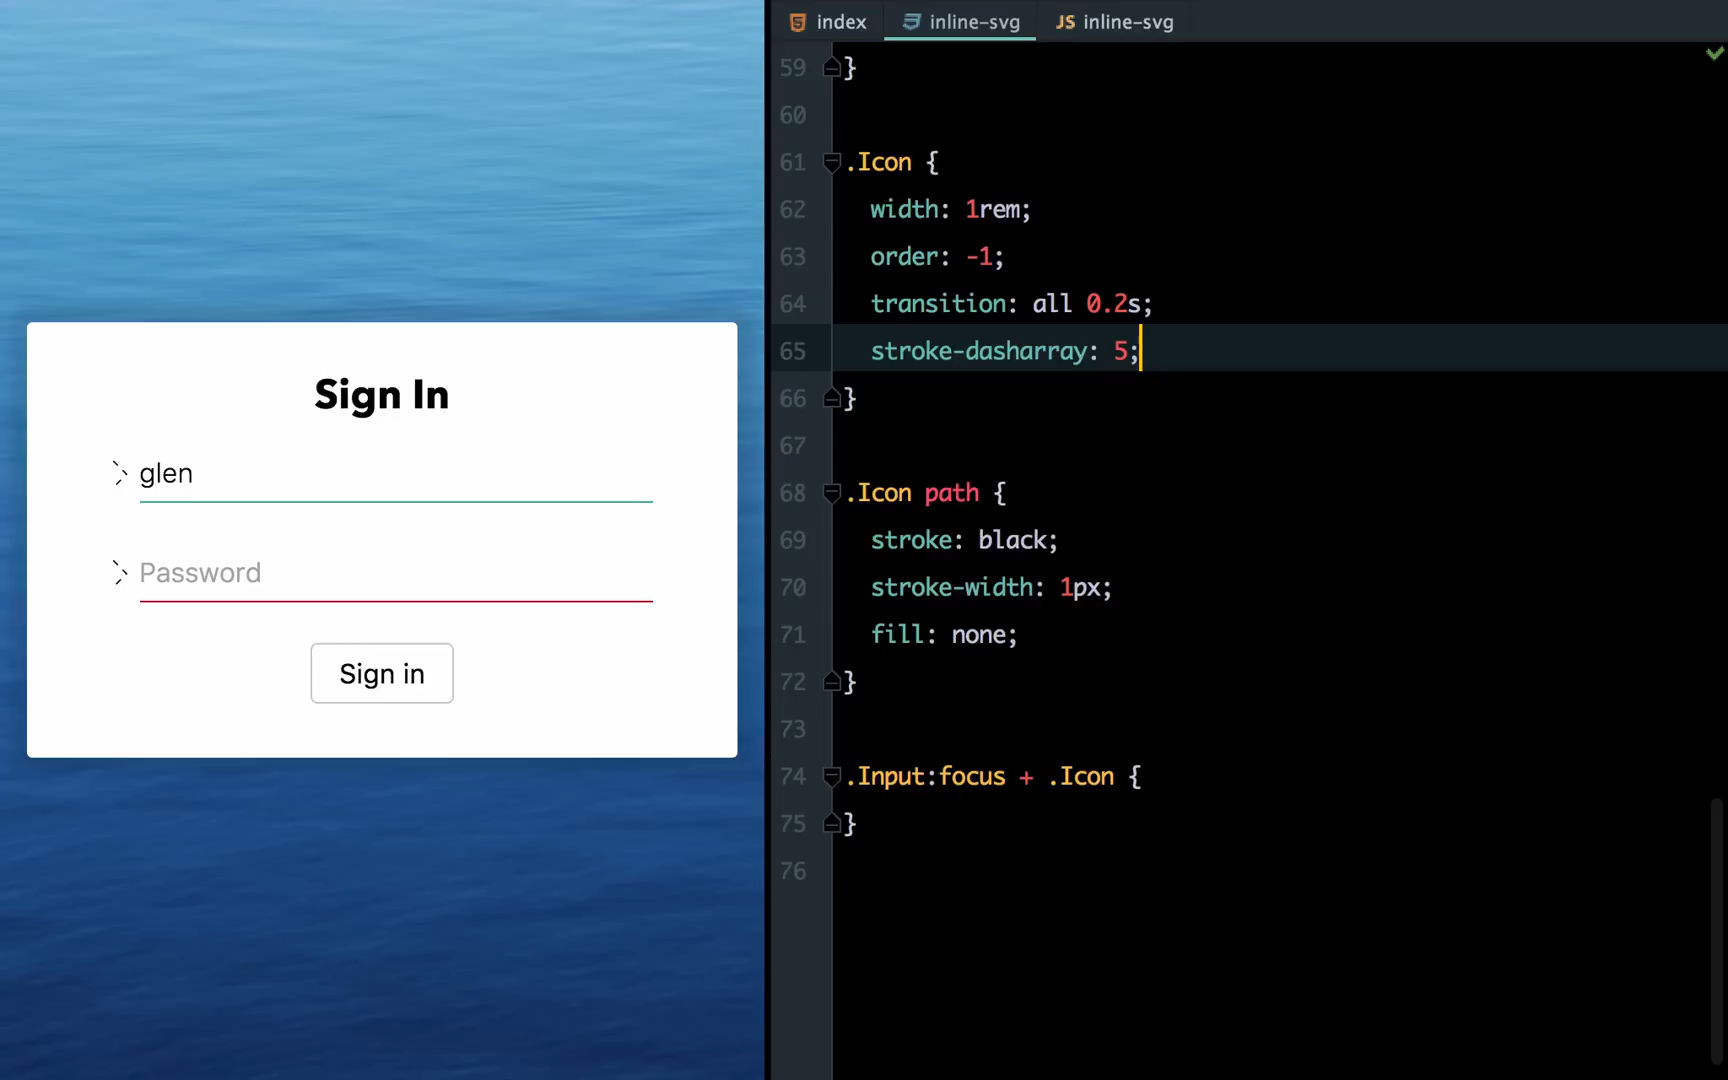 Sign In
glen
Password
Sign in
index inline-svg JS inline-svg
59 }
60
61 .Icon {
62 width: 1rem;
63 order: -1;
64 transition: all 0.2s;
65 stroke-dasharray: 5;
66 }
67
68 .Icon path {
69 stroke: black;
70 stroke-width: 1px;
71 fill: none;
72 }
73
74 .Input:focus + .Icon {
75 }
76